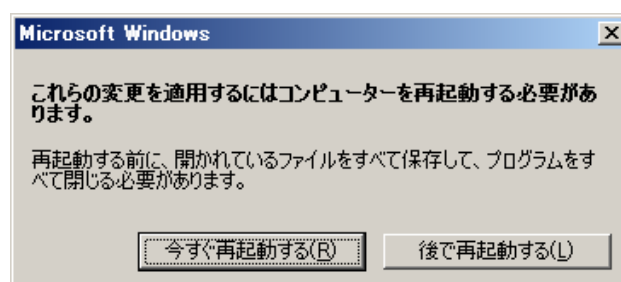 Microsoft Windows
これらの変更を適用するにはコンピューターを再起動する必要があ
ります。
再起動する前に、開かれているファイルをすべて保存して、プログラムをす
べて閉じる必要があります。
今すぐ再起動する(R)
後で再起動する(L)